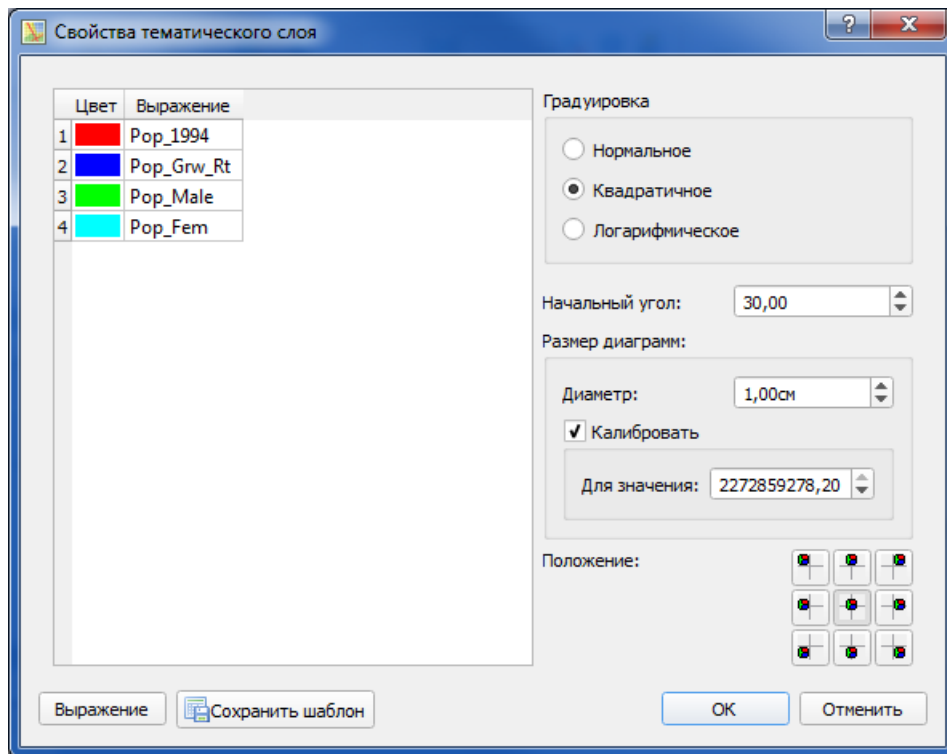 Свойства тематического слоя
Цвет Выражение
1 Pop_1994
2 Pop_Grw_Rt
3 Pop_Male
4 Pop_Fem
Градуировка
Нормальное
Квадратичное
Логарифмическое
Начальный угол: 30,00
Размер диаграмм:
Диаметр: 1,00см
Калибровать
Для значения: 2272859278,20
Положение:
Выражение Сохранить шаблон OK Отменить